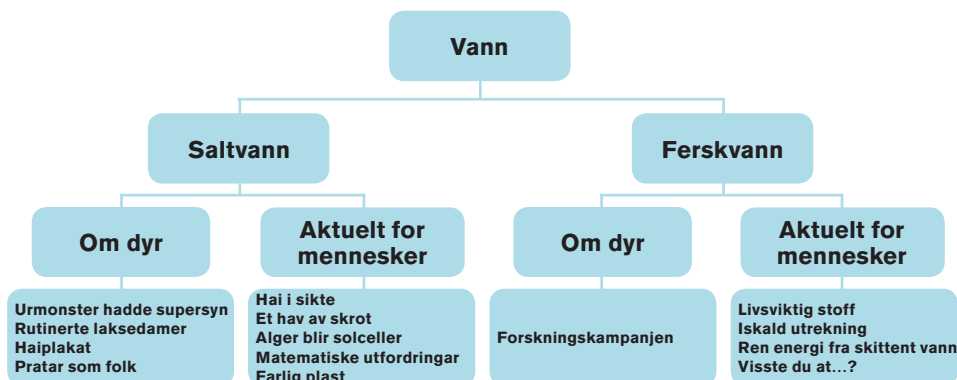 Vann
Saltvann
Ferskvann
Om dyr
Aktuelt for
mennesker
Om dyr
Aktuelt for
mennesker
Urmonster hadde supersyn
Rutinerte laksedamer
Haiplakat
Pratar som folk
Hai i sikte
Et hav av skrot
Alger blir solceller
Matematiske utfordringar
Farlig plast
Forskningskampanjen
Livsviktig stoff
Iskald utrekning
Ren energi fra skittent vann
Visste du at...?